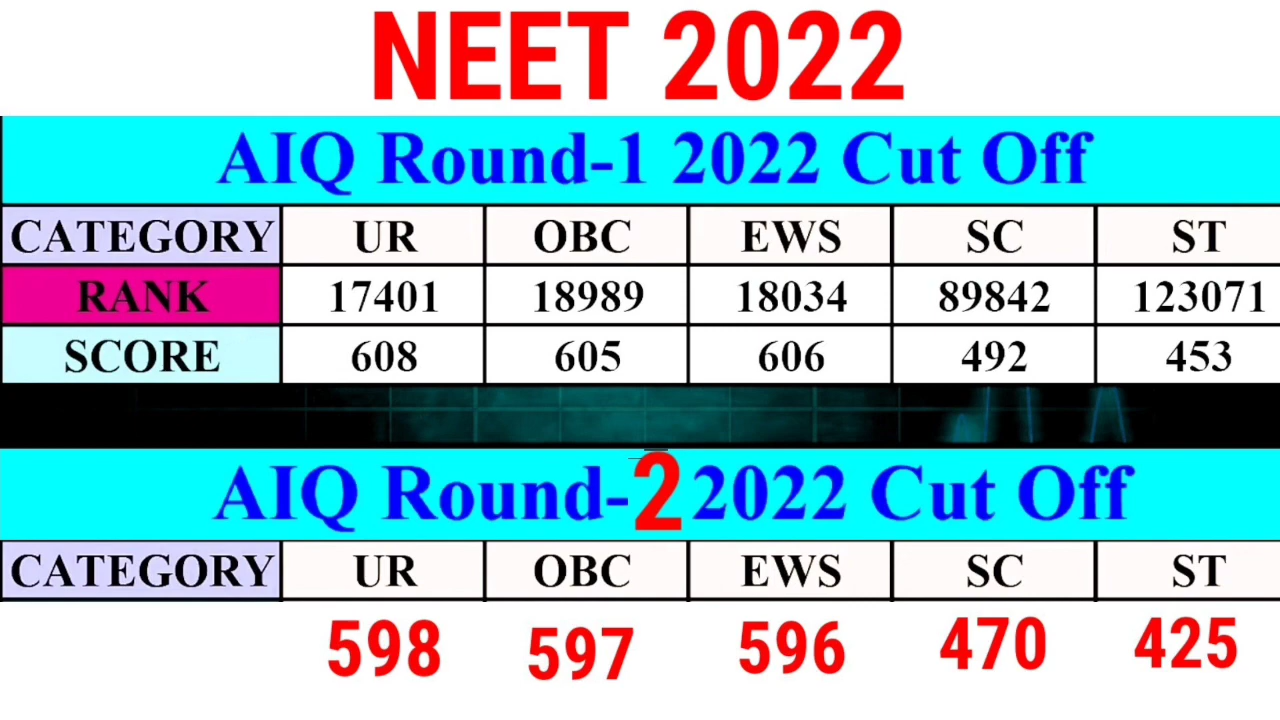 NEET 2022
AIQ Round-1 2022 Cut Off
CATEGORY UR OBC EWS SC ST
RANK 17401 18989 18034 89842 123071
SCORE 608 605 606 492 453
AIQ Round-2 2022 Cut Off
CATEGORY UR OBC EWS SC ST
598 597 596 470 425